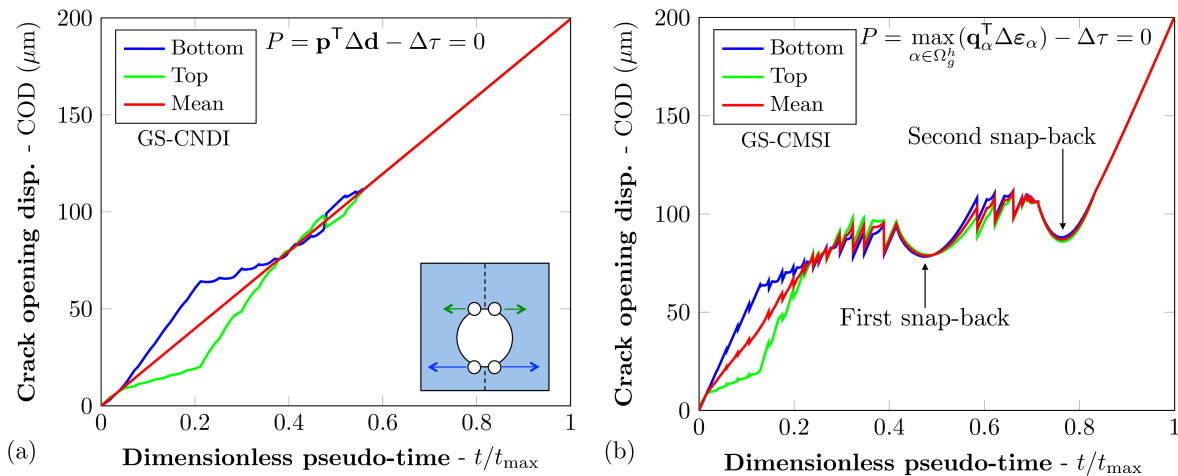 200
150
100
50
0
Crack opening disp. - COD (μm)
Bottom
Top
Mean
GS-CNDI
P = p^T Δd − Δτ = 0
0
0.2
0.4
0.6
0.8
1
Dimensionless pseudo-time - t/t_max
(a)
200
150
100
50
0
Crack opening disp. - COD (μm)
Bottom
Top
Mean
GS-CMSI
P = max_{α∈Ω_g^h} (q_α^T Δε_α) − Δτ = 0
Second snap-back
First snap-back
0
0.2
0.4
0.6
0.8
1
Dimensionless pseudo-time - t/t_max
(b)